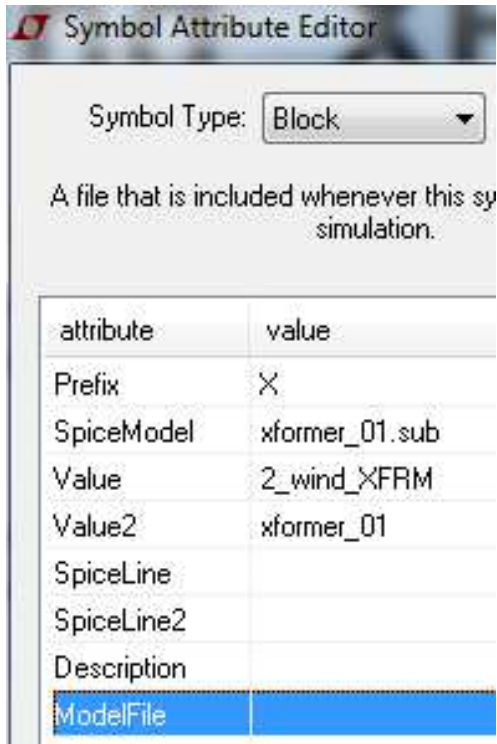 Symbol Attribute Editor
Symbol Type: Block
A file that is included whenever this sy
simulation.
attribute value
Prefix X
SpiceModel xformer_01.sub
Value 2_wind_XFRM
Value2 xformer_01
SpiceLine
SpiceLine2
Description
ModelFile